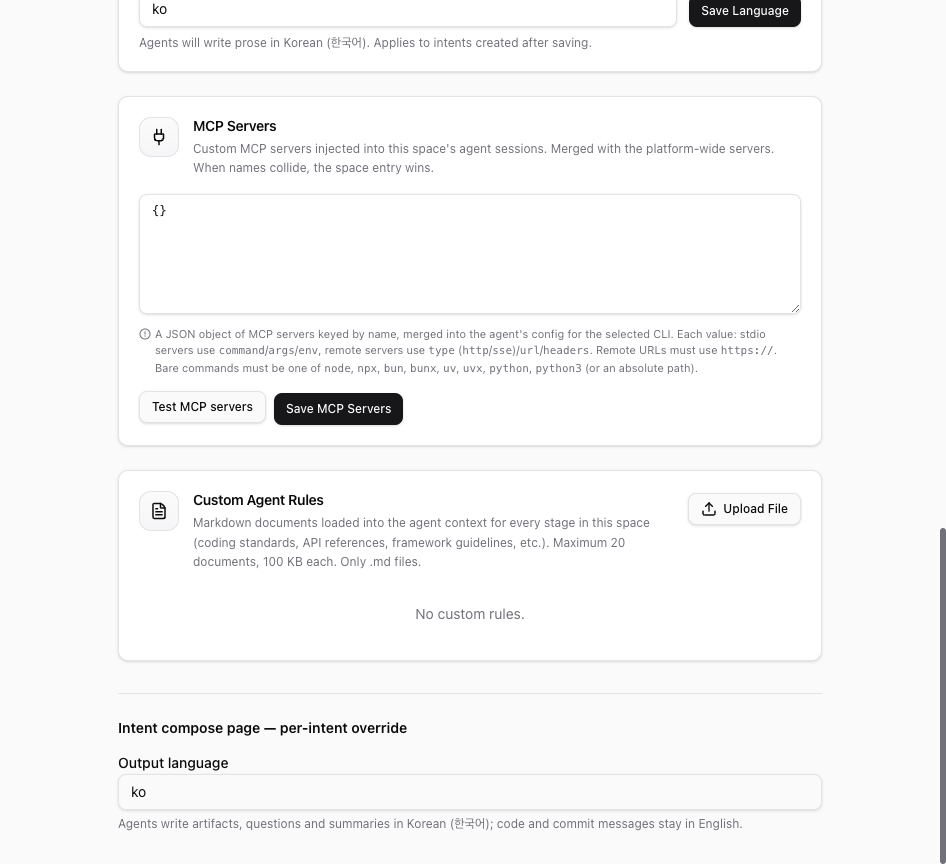 ko
Save Language
Agents will write prose in Korean (한국어). Applies to intents created after saving.
MCP Servers
Custom MCP servers injected into this space's agent sessions. Merged with the platform-wide servers.
When names collide, the space entry wins.
{}
A JSON object of MCP servers keyed by name, merged into the agent's config for the selected CLI. Each value: stdio
servers use command/args/env, remote servers use type (http/sse)/url/headers. Remote URLs must use https://.
Bare commands must be one of node, npx, bun, bunx, uv, uvx, python, python3 (or an absolute path).
Test MCP servers
Save MCP Servers
Custom Agent Rules
Upload File
Markdown documents loaded into the agent context for every stage in this space
(coding standards, API references, framework guidelines, etc.). Maximum 20
documents, 100 KB each. Only .md files.
No custom rules.
Intent compose page — per-intent override
Output language
ko
Agents write artifacts, questions and summaries in Korean (한국어); code and commit messages stay in English.